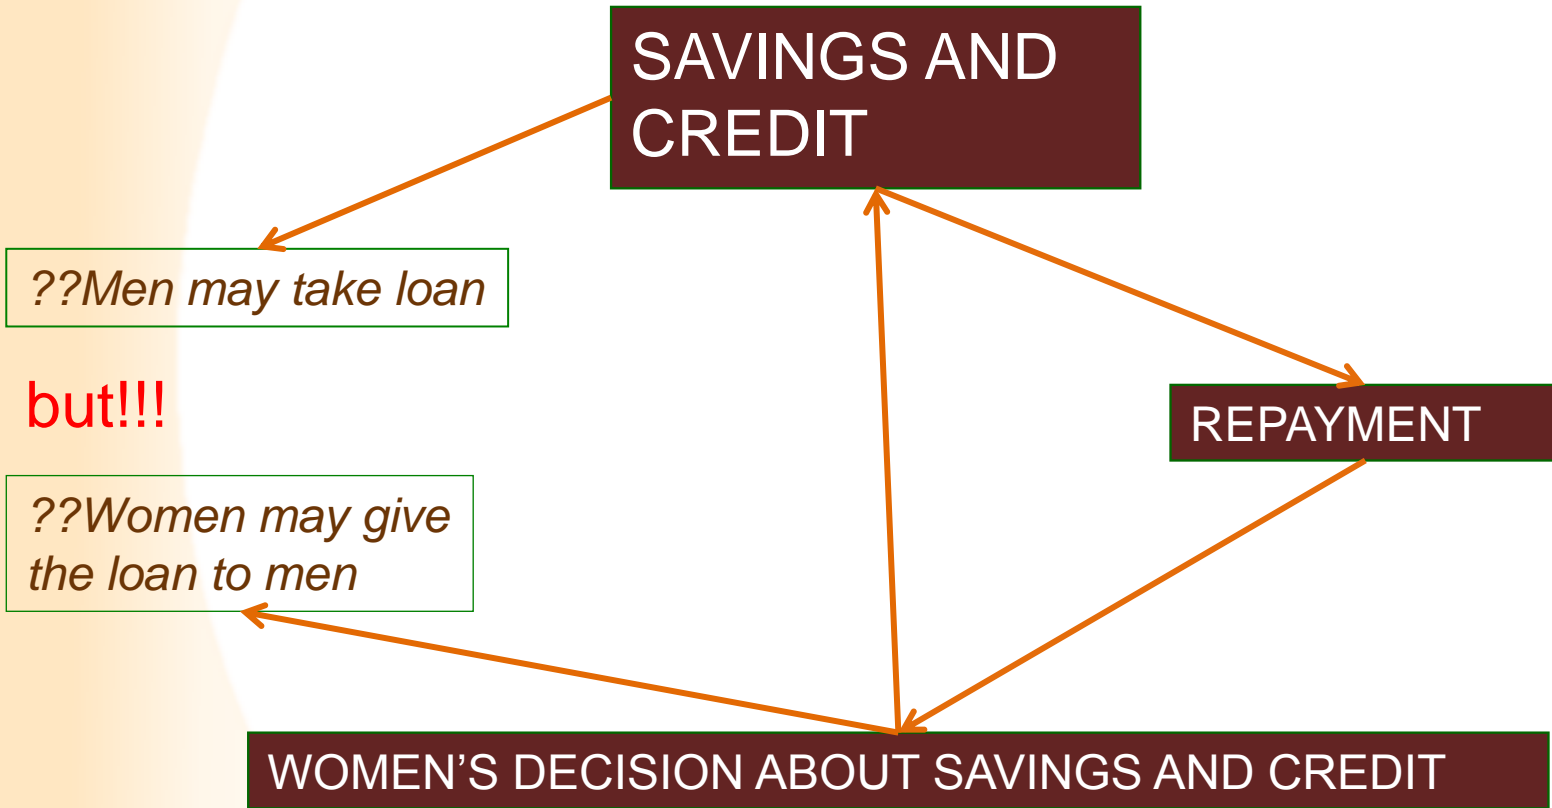 SAVINGS AND
CREDIT
??Men may take loan
but!!!
REPAYMENT
??Women may give
the loan to men
WOMEN’S DECISION ABOUT SAVINGS AND CREDIT